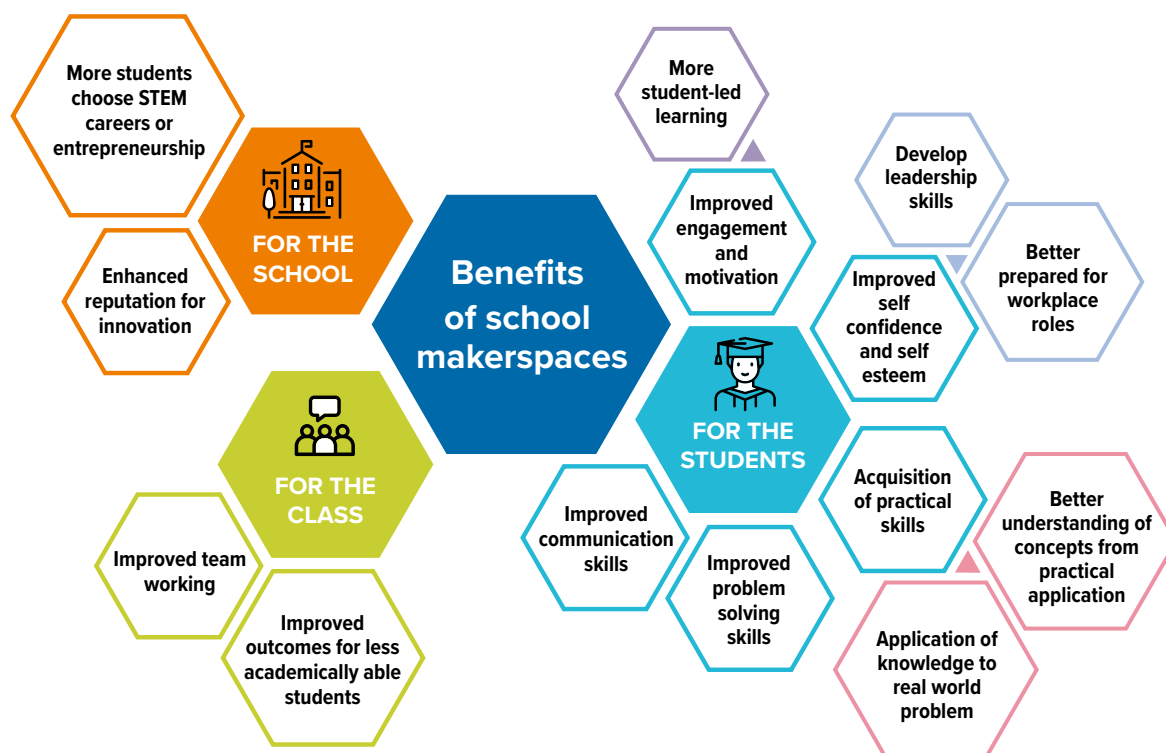 More students
choose STEM
careers or
entrepreneurship
FOR THE
SCHOOL
Enhanced
reputation for
innovation
Benefits
of school
makerspaces
More
student-led
learning
Improved
engagement
and
motivation
Develop
leadership
skills
Better
prepared for
workplace
roles
Improved
self
confidence
and self
esteem
FOR THE
STUDENTS
FOR THE
CLASS
Improved team
working
Improved
outcomes for less
academically able
students
Improved
communication
skills
Improved
problem
solving
skills
Acquisition
of practical
skills
Better
understanding of
concepts from
practical
application
Application of
knowledge to
real world
problem